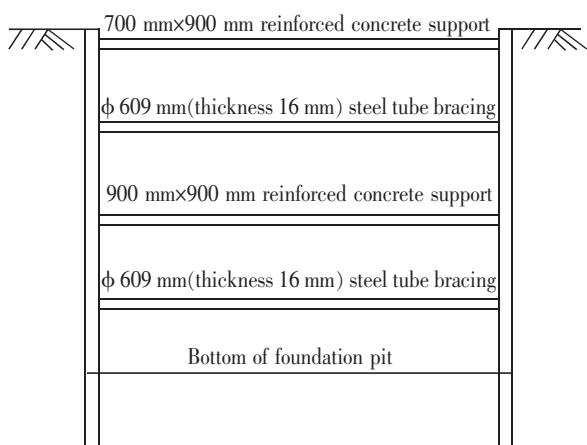 700 mm×900 mm reinforced concrete support
ϕ 609 mm(thickness 16 mm) steel tube bracing
900 mm×900 mm reinforced concrete support
ϕ 609 mm(thickness 16 mm) steel tube bracing
Bottom of foundation pit